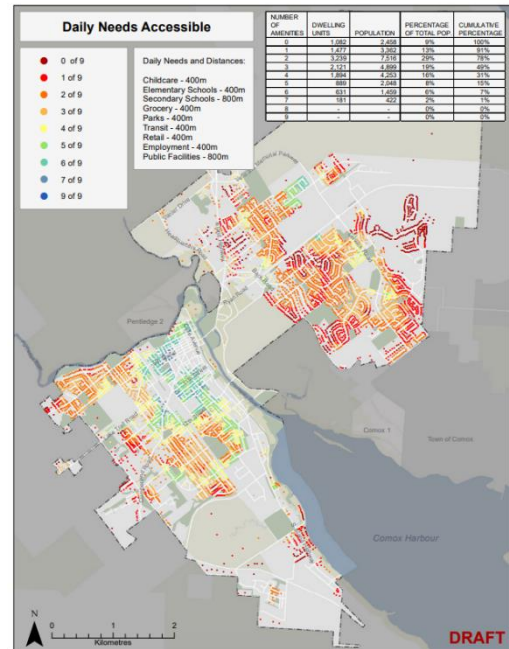 Daily Needs Accessible
0 of 9
1 of 9
2 of 9
3 of 9
4 of 9
5 of 9
6 of 9
7 of 9
9 of 9
Daily Needs and Distances:
Childcare - 400m
Elementary Schools - 400m
Secondary Schools - 800m
Grocery - 400m
Parks - 400m
Transit - 400m
Retail - 400m
Employment - 400m
Public Facilities - 800m
NUMBER OF AMENITIES DWELLING UNITS POPULATION PERCENTAGE OF TOTAL POP. CUMULATIVE PERCENTAGE
0 1,082 2,458 9% 100%
1 1,477 3,362 13% 91%
2 3,239 7,516 29% 78%
3 2,121 4,899 19% 49%
4 1,894 4,253 16% 31%
5 889 2,048 8% 15%
6 631 1,459 6% 7%
7 181 422 2% 1%
8 - - 0% 0%
9 - - 0% 0%
Pentledge 2
Comox 1
Town of Comox
Comox Harbour
N
0 1 2
Kilometres
DRAFT